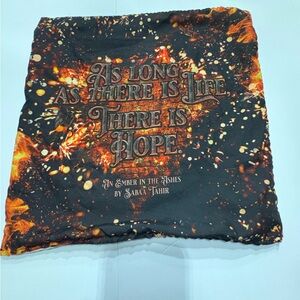 As Long
As There is Life
There is
Hope
An Ember in the Ashes
by Sabaa Tahir